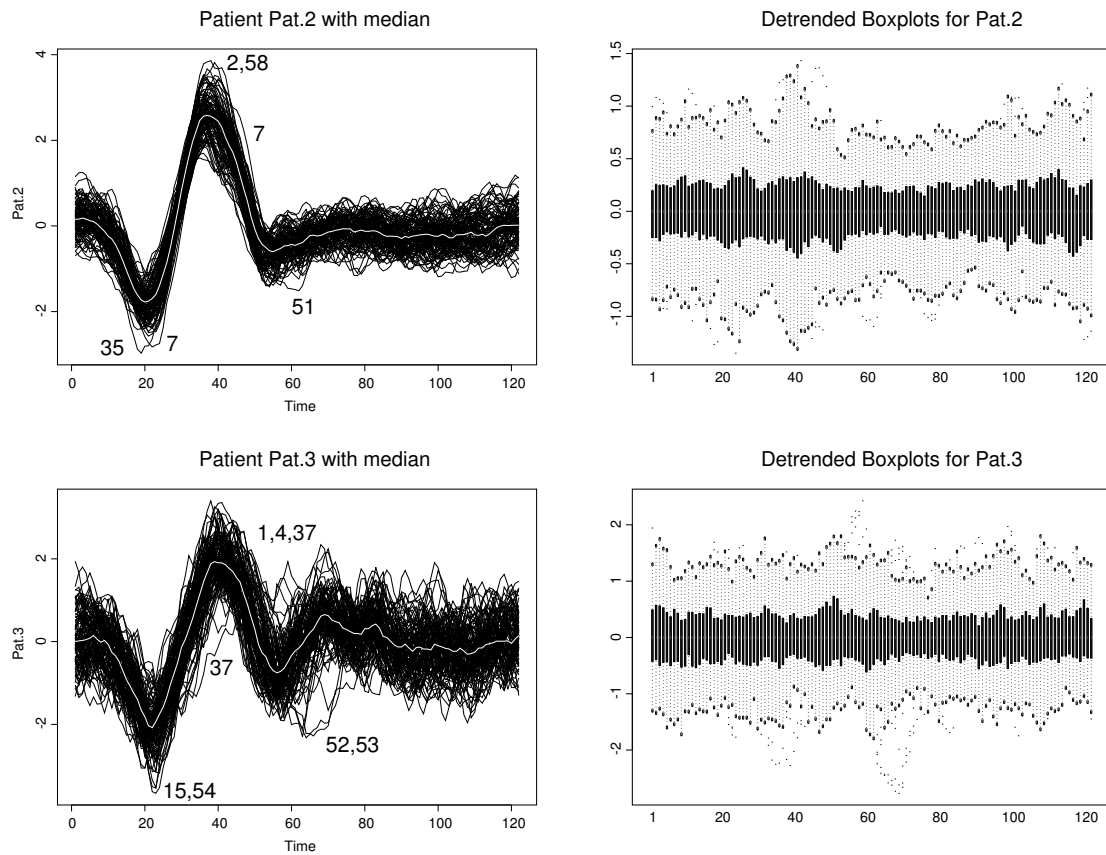 Patient Pat.2 with median
Pat.2
4
2
0
-2
2,58
7
51
35
7
0 20 40 60 80 100 120
Time
Detrended Boxplots for Pat.2
1.5
1.0
0.5
0.0
-0.5
-1.0
1 20 40 60 80 100 120
Patient Pat.3 with median
Pat.3
2
0
-2
1,4,37
37
52,53
15,54
0 20 40 60 80 100 120
Time
Detrended Boxplots for Pat.3
2
1
0
-1
-2
1 20 40 60 80 100 120